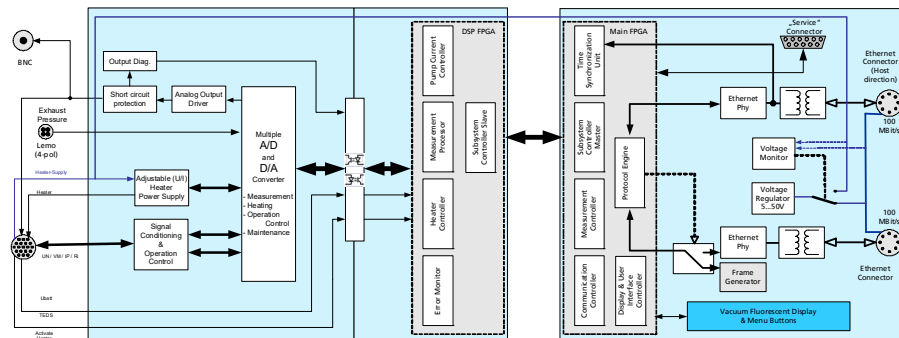 BNC
Exhaust
Pressure
Lemo
(4-pol)
Heater-Supply
Heater
UN / VM / IP / RI
Ubatt
TEDS
Activate
Output Diag.
Short circuit
protection
Analog Output
Driver
Adjustable (U/I)
Heater
Power Supply
Signal
Conditioning
&
Operation
Control
Multiple
A/D
and
D/A
Converter
- Measurement
- Heating
- Operation
Control
- Maintenance
DSP FPGA
Pump Current
Controller
Measurement
Processor
Subsystem
Controller Slave
Heater
Controller
Error Monitor
Main FPGA
Time
Synchronization
Unit
Subsystem
Controller
Master
Protocol Engine
Measurement
Controller
Communication
Controller
Display & User
Interface
Controller
„Service“
Connector
Ethernet
Connector
(Host
direction)
Ethernet
Phy
100
MBit/s
Voltage
Monitor
Voltage
Regulator
5...50V
100
MBit/s
Ethernet
Phy
Frame
Generator
Ethernet
Connector
Vacuum Fluorescent Display
& Menu Buttons